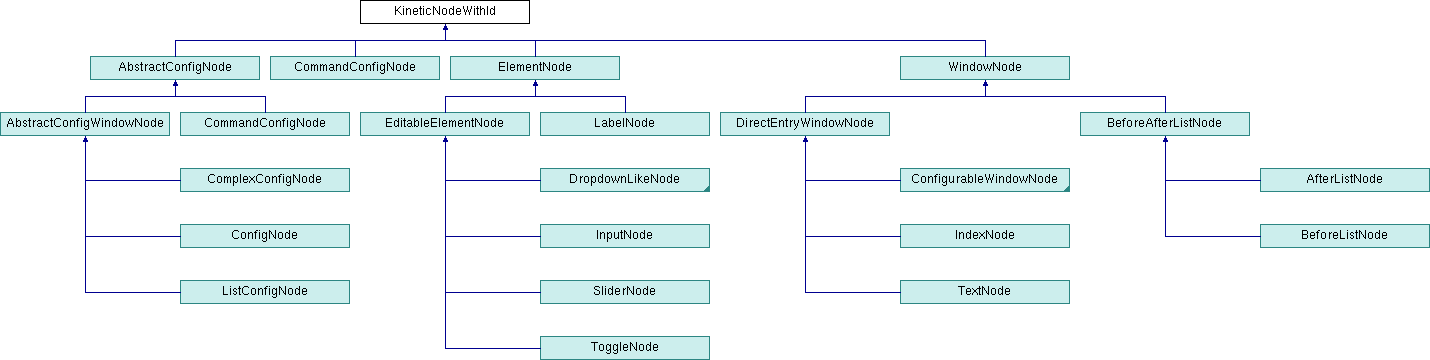 KineticNodeWithId
AbstractConfigNode
CommandConfigNode
ElementNode
WindowNode
AbstractConfigWindowNode
CommandConfigNode
EditableElementNode
LabelNode
DirectEntryWindowNode
BeforeAfterListNode
ComplexConfigNode
DropdownLikeNode
ConfigurableWindowNode
AfterListNode
ConfigNode
InputNode
IndexNode
BeforeListNode
ListConfigNode
SliderNode
TextNode
ToggleNode